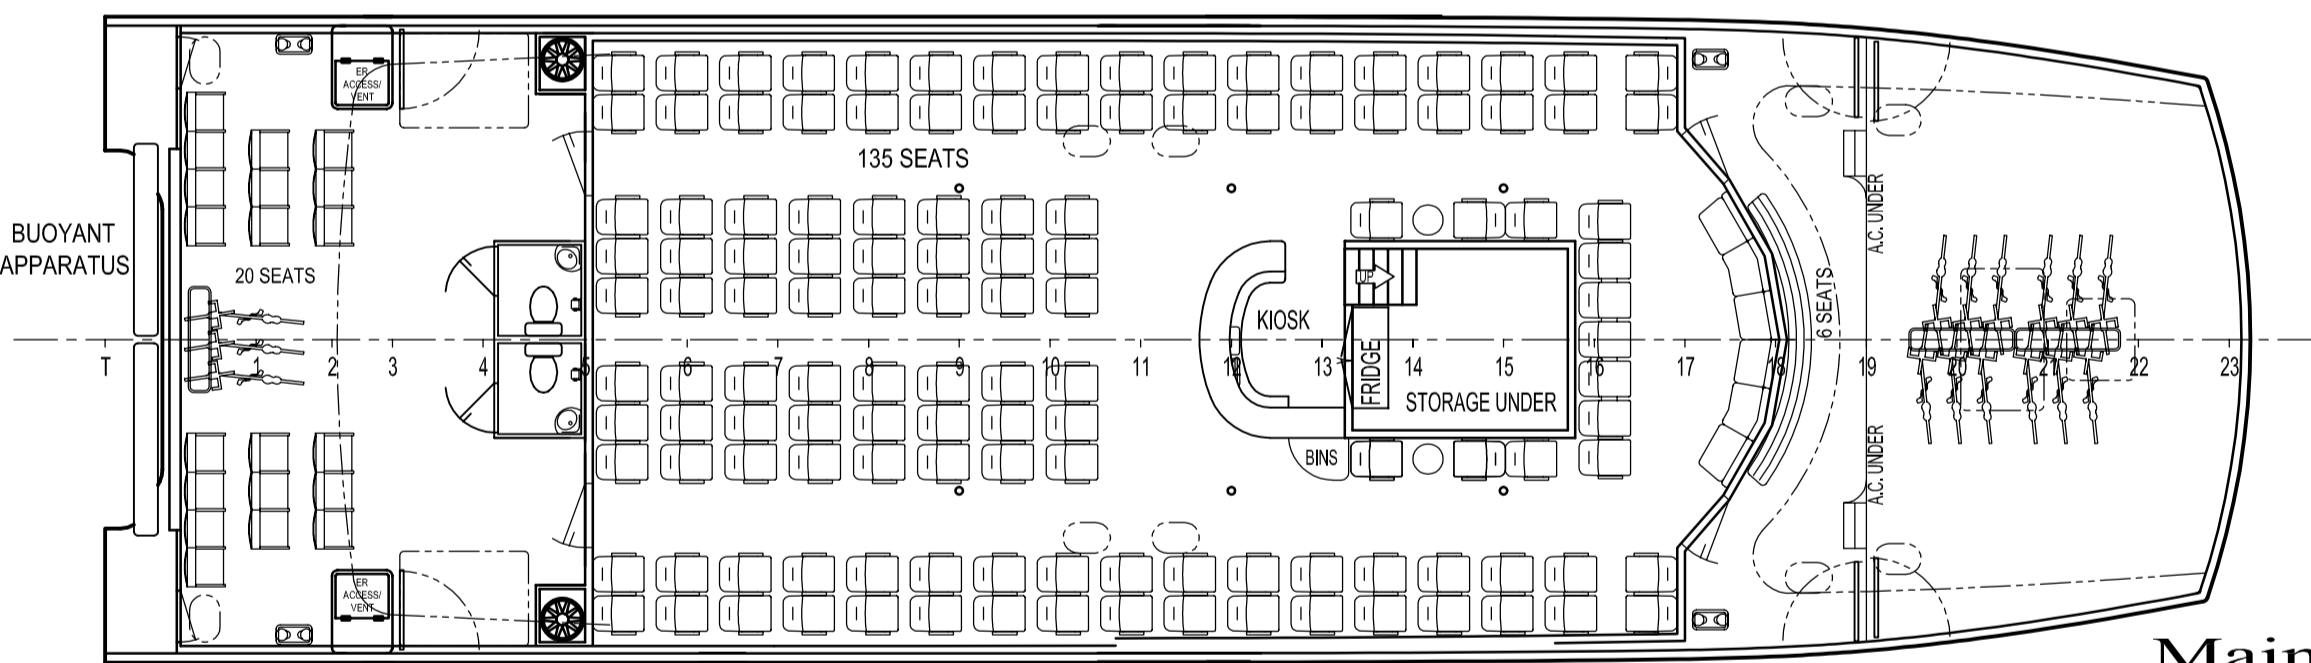 ER
ACCESS/
VENT
135 SEATS
BUOYANT
APPARATUS
20 SEATS
A.C. UNDER
UP
KIOSK
6 SEATS
T 1 2 3 4 5 6 7 8 9 10 11 12 13 14 15 16 17 18 19 20 21 22 23
FRIDGE
STORAGE UNDER
BINS
A.C. UNDER
ER
ACCESS/
VENT
Main